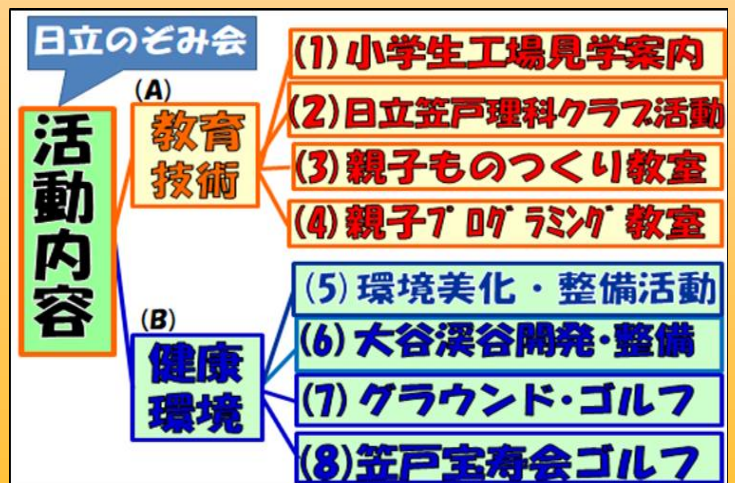 日立のぞみ会
活動内容
(A)
教育
技術
(1)小学生工場見学案内
(2)日立笠戸理科クラブ活動
(3)親子ものつくり教室
(4)親子プログラミング教室
(B)
健康
環境
(5)環境美化・整備活動
(6)大谷渓谷開発・整備
(7)グラウンド・ゴルフ
(8)笠戸宝寿会ゴルフ